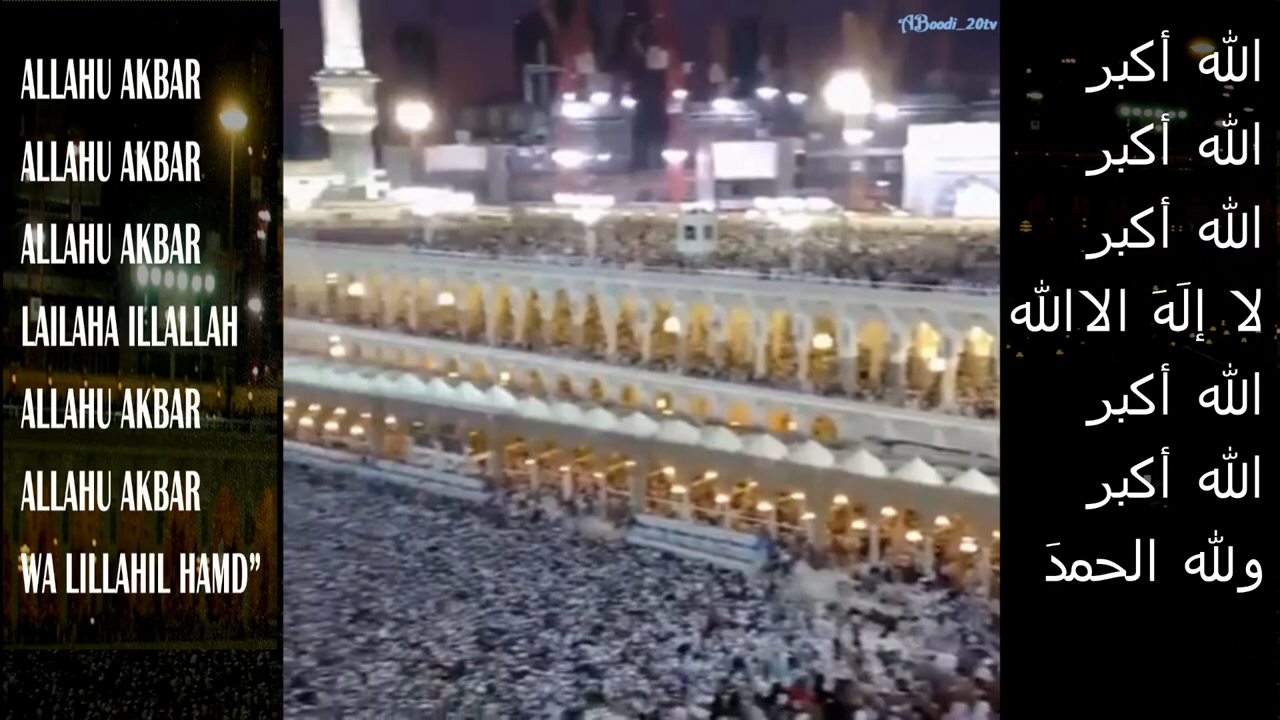 ALLAHU AKBAR
ALLAHU AKBAR
ALLAHU AKBAR
LAILAHA ILLALLAH
ALLAHU AKBAR
ALLAHU AKBAR
WA LILLAHIL HAMD”
ABoodi_20tv
الله أكبر
الله أكبر
الله أكبر
لا إلَهَ الاالله
الله أكبر
الله أكبر
ولله الحمدَ